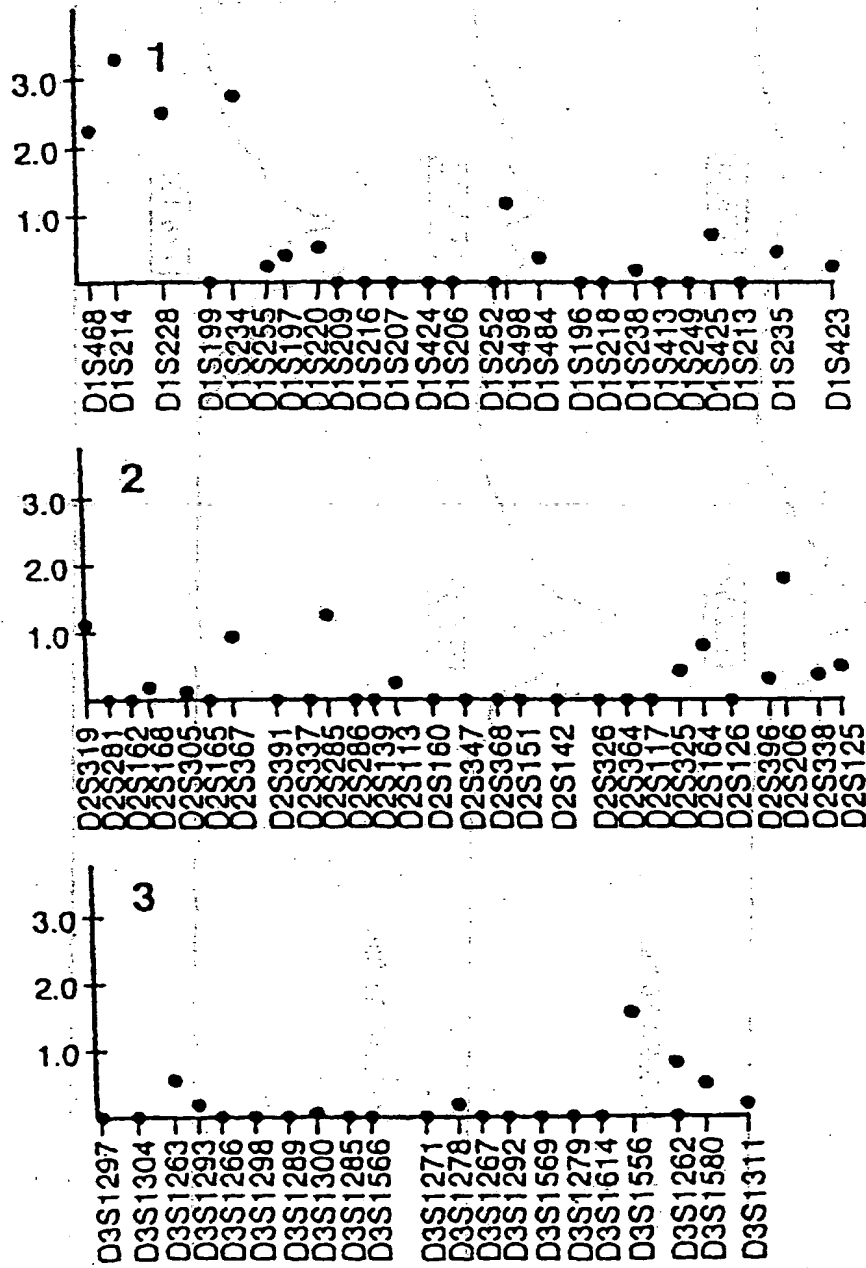 1
3.0
2.0
1.0
D1S468
D1S214
D1S228
D1S199
D1S234
D1S255
D1S197
D1S220
D1S209
D1S216
D1S207
D1S424
D1S206
D1S252
D1S498
D1S484
D1S196
D1S218
D1S238
D1S413
D1S249
D1S425
D1S213
D1S235
D1S423
2
3.0
2.0
1.0
D2S319
D2S281
D2S162
D2S168
D2S305
D2S165
D2S367
D2S391
D2S337
D2S285
D2S286
D2S139
D2S113
D2S160
D2S347
D2S368
D2S151
D2S142
D2S326
D2S364
D2S117
D2S325
D2S164
D2S126
D2S396
D2S206
D2S338
D2S125
3
3.0
2.0
1.0
D3S1297
D3S1304
D3S1263
D3S1293
D3S1266
D3S1298
D3S1289
D3S1300
D3S1285
D3S1566
D3S1271
D3S1278
D3S1267
D3S1292
D3S1569
D3S1279
D3S1614
D3S1556
D3S1262
D3S1580
D3S1311